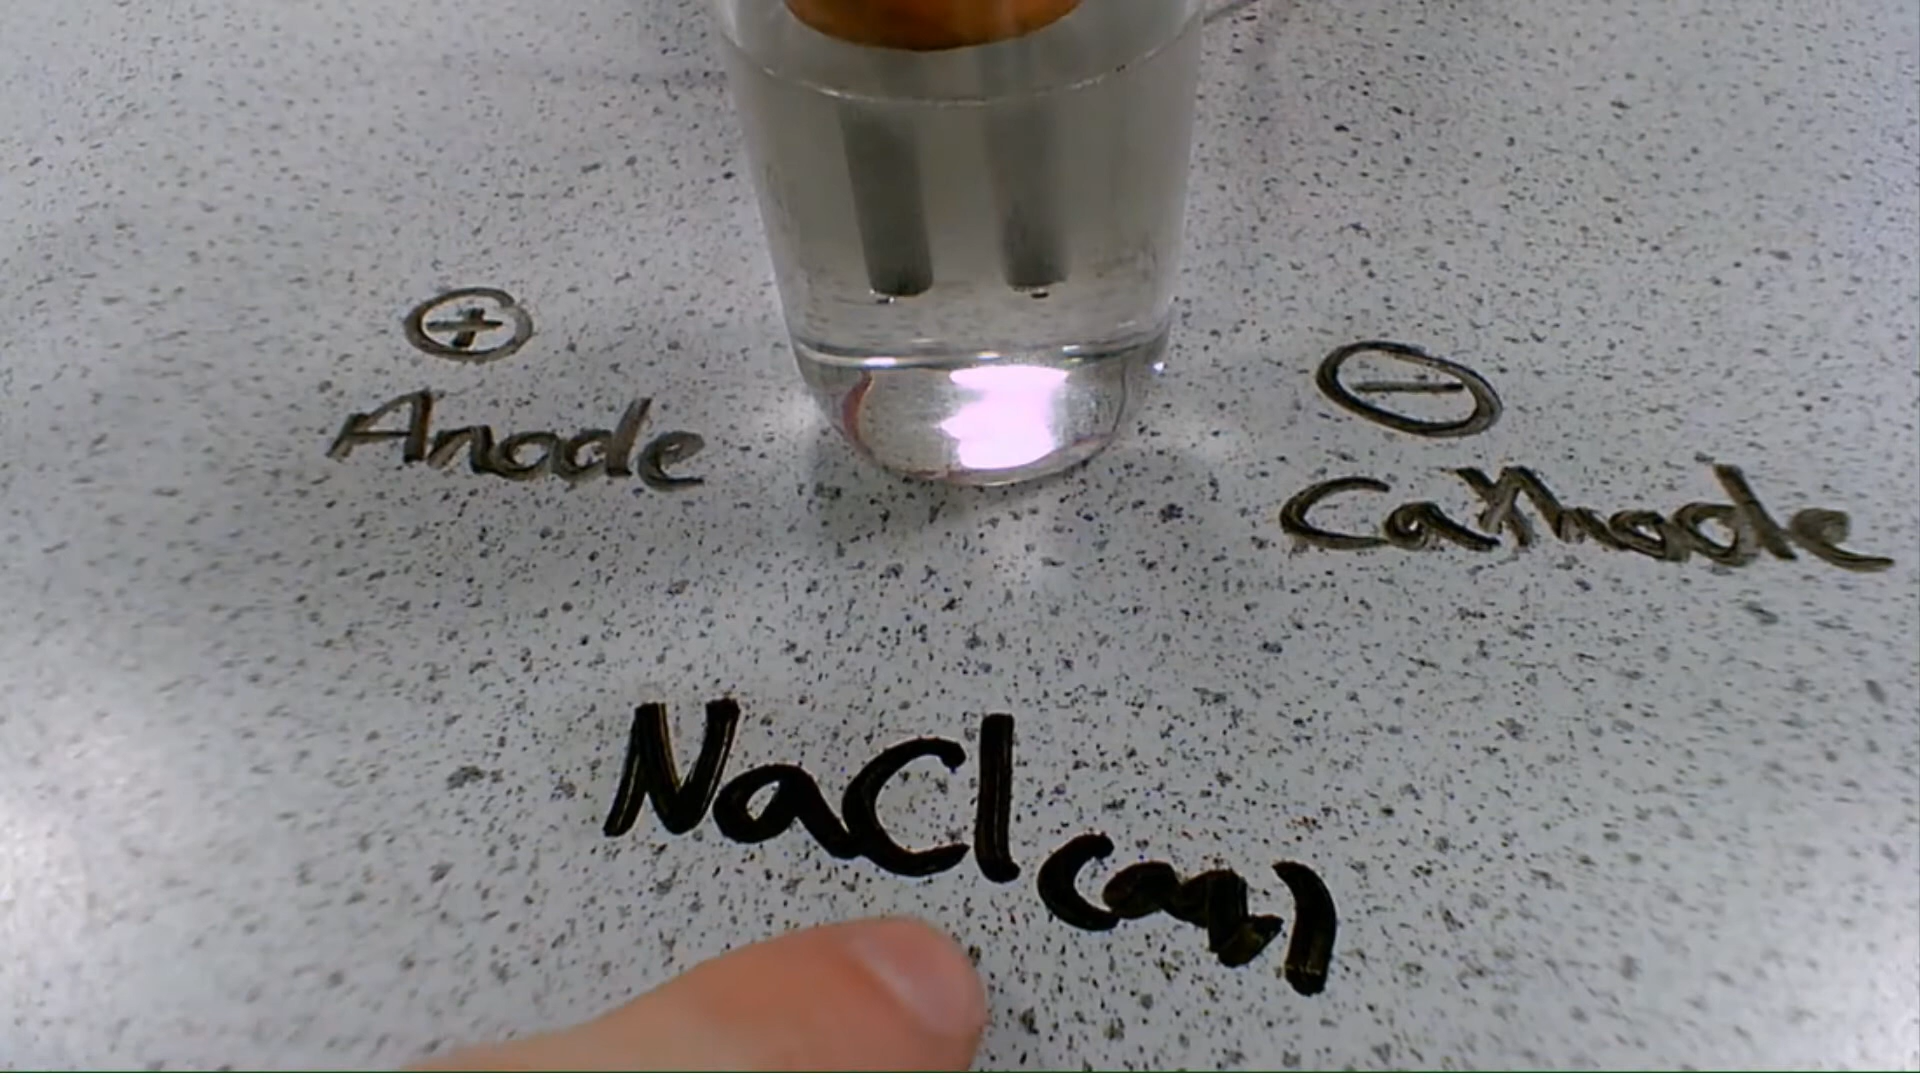 ⊕
Anode
⊖
Cathode
NaCl(aq)